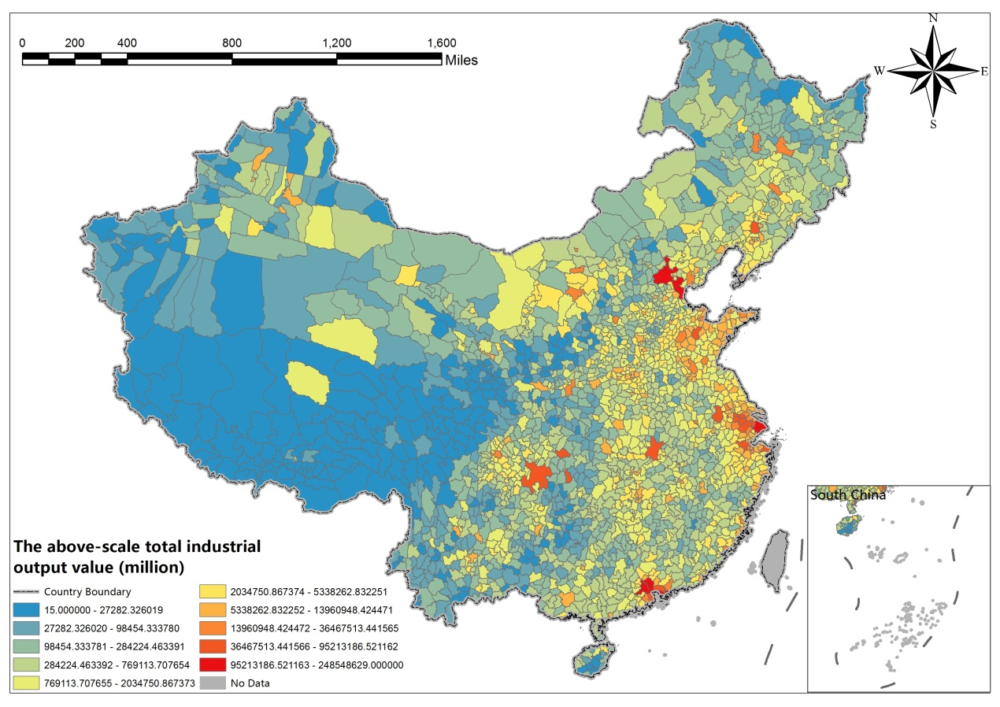 0 200 400 800 1,200 1,600
Miles
N
W E
S
South China
The above-scale total industrial
output value (million)
Country Boundary
15.000000 - 27282.326019
27282.326020 - 98454.333780
98454.333781 - 284224.463391
284224.463392 - 769113.707654
769113.707655 - 2034750.867373
2034750.867374 - 5338262.832251
5338262.832252 - 13960948.424471
13960948.424472 - 36467513.441565
36467513.441566 - 95213186.521162
95213186.521163 - 248548629.000000
No Data